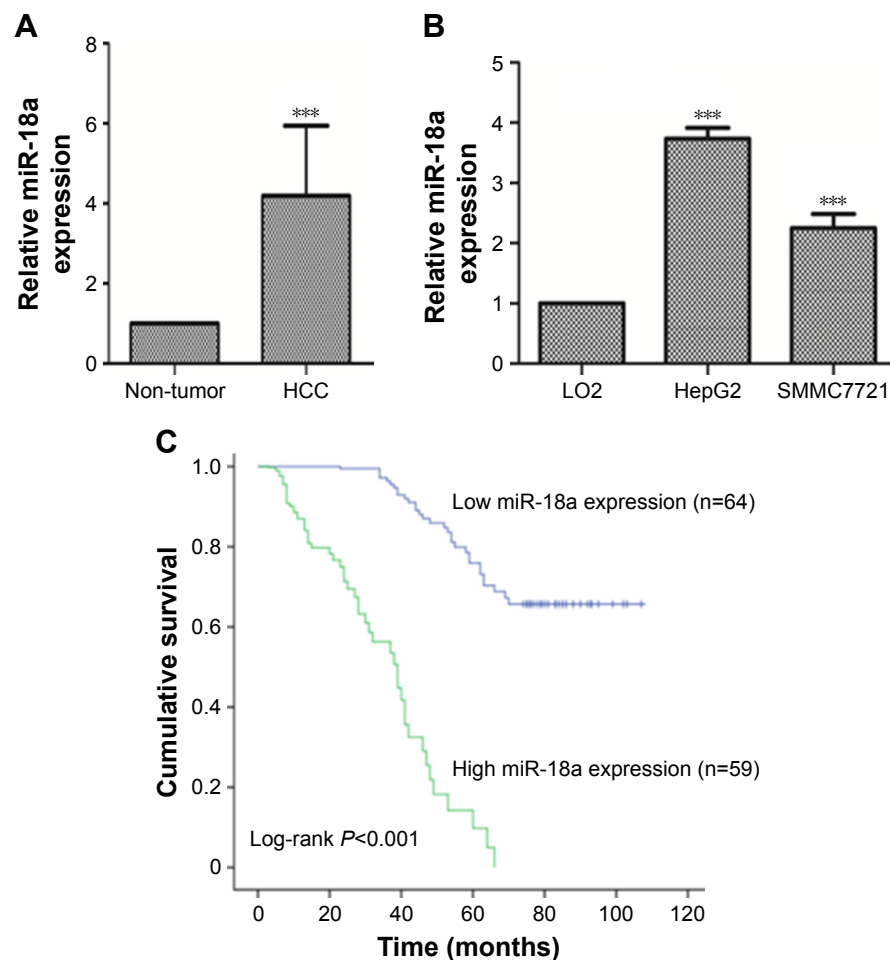 A
Relative miR-18a
expression
8
6
4
2
0
***
Non-tumor
HCC
B
Relative miR-18a
expression
5
4
3
2
1
0
***
***
LO2
HepG2
SMMC7721
C
Cumulative survival
1.0
0.8
0.6
0.4
0.2
0
Low miR-18a expression (n=64)
High miR-18a expression (n=59)
Log-rank P<0.001
0 20 40 60 80 100 120
Time (months)